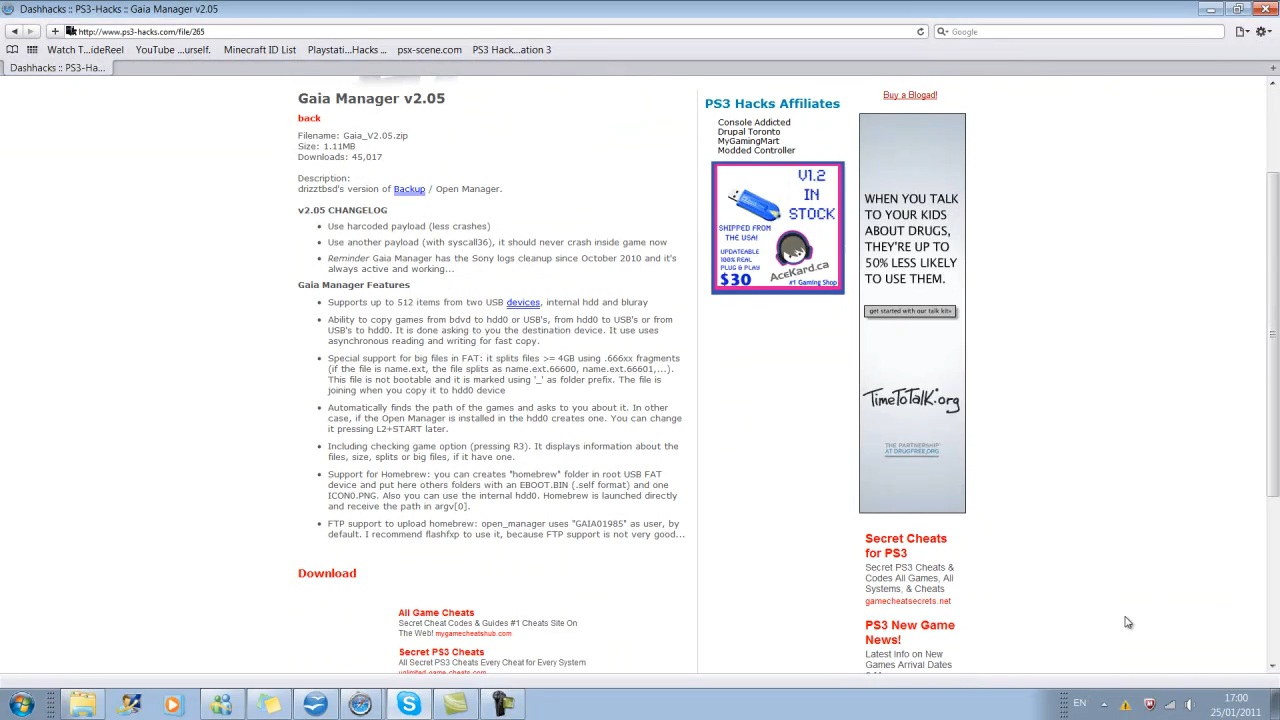 Dashhacks :: PS3-Hacks :: Gaia Manager v2.05
http://www.ps3-hacks.com/file/265
Google
Watch T...ideReel
YouTube ...urself.
Minecraft ID List
Playstati...Hacks ...
psx-scene.com
PS3 Hack...ation 3
Dashhacks :: PS3-Ha...
Gaia Manager v2.05
back
Filename: Gaia_V2.05.zip
Size: 1.11MB
Downloads: 45,017
Description:
drizztbsd's version of Backup / Open Manager.
v2.05 CHANGELOG
Use harcoded payload (less crashes)
Use another payload (with syscall36), it should never crash inside game now
Reminder Gaia Manager has the Sony logs cleanup since October 2010 and it's
always active and working...
Gaia Manager Features
Supports up to 512 items from two USB devices, internal hdd and bluray
Ability to copy games from bdvd to hdd0 or USB's, from hdd0 to USB's or from
USB's to hdd0. It is done asking to you the destination device. It use uses
asynchronous reading and writing for fast copy.
Special support for big files in FAT: it splits files >= 4GB using .666xx fragments
(if the file is name.ext, the file splits as name.ext.66600, name.ext.66601,...).
This file is not bootable and it is marked using '_' as folder prefix. The file is
joining when you copy it to hdd0 device
Automatically finds the path of the games and asks to you about it. In other
case, if the Open Manager is installed in the hdd0 creates one. You can change
it pressing L2+START later.
Including checking game option (pressing R3). It displays information about the
files, size, splits or big files, if it have one.
Support for Homebrew: you can creates "homebrew" folder in root USB FAT
device and put here others folders with an EBOOT.BIN (.self format) and one
ICON0.PNG. Also you can use the internal hdd0. Homebrew is launched directly
and receive the path in argv[0].
FTP support to upload homebrew: open_manager uses "GAIA01985" as user, by
default. I recommend flashfxp to use it, because FTP support is not very good...
Download
All Game Cheats
Secret Cheat Codes & Guides #1 Cheats Site On
The Web! mygamecheatshub.com
Secret PS3 Cheats
All Secret PS3 Cheats Every Cheat for Every System
unlimited-game-cheats.com
PS3 Hacks Affiliates
Console Addicted
Drupal Toronto
MyGamingMart
Modded Controller
V1.2
IN
STOCK
SHIPPED FROM
THE USA!
UPDATEABLE
100% REAL
PLUG & PLAY
$30
AceKard.ca
#1 Gaming Shop
Buy a Blogad!
WHEN YOU TALK
TO YOUR KIDS
ABOUT DRUGS,
THEY'RE UP TO
50% LESS LIKELY
TO USE THEM.
get started with our talk kit»
TimeToTalk.org
THE PARTNERSHIP
AT DRUGFREE.ORG
Secret Cheats
for PS3
Secret PS3 Cheats &
Codes All Games, All
Systems, & Cheats
gamecheatsecrets.net
PS3 New Game
News!
Latest Info on New
Games Arrival Dates
EN
17:00
25/01/2011